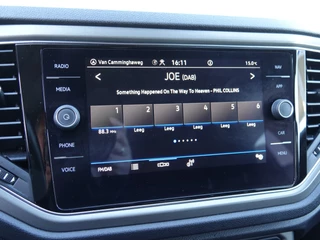 Van Camminghaweg 16:11 15.0°C
RADIO
NAV
JOE (DAB)
MEDIA
APP
Something Happened On The Way To Heaven - PHIL COLLINS
1 2 3 4 5 6
88.3 MHz Leeg Leeg Leeg Leeg Leeg
CAR
PHONE
MENU
VOICE
FM/DAB